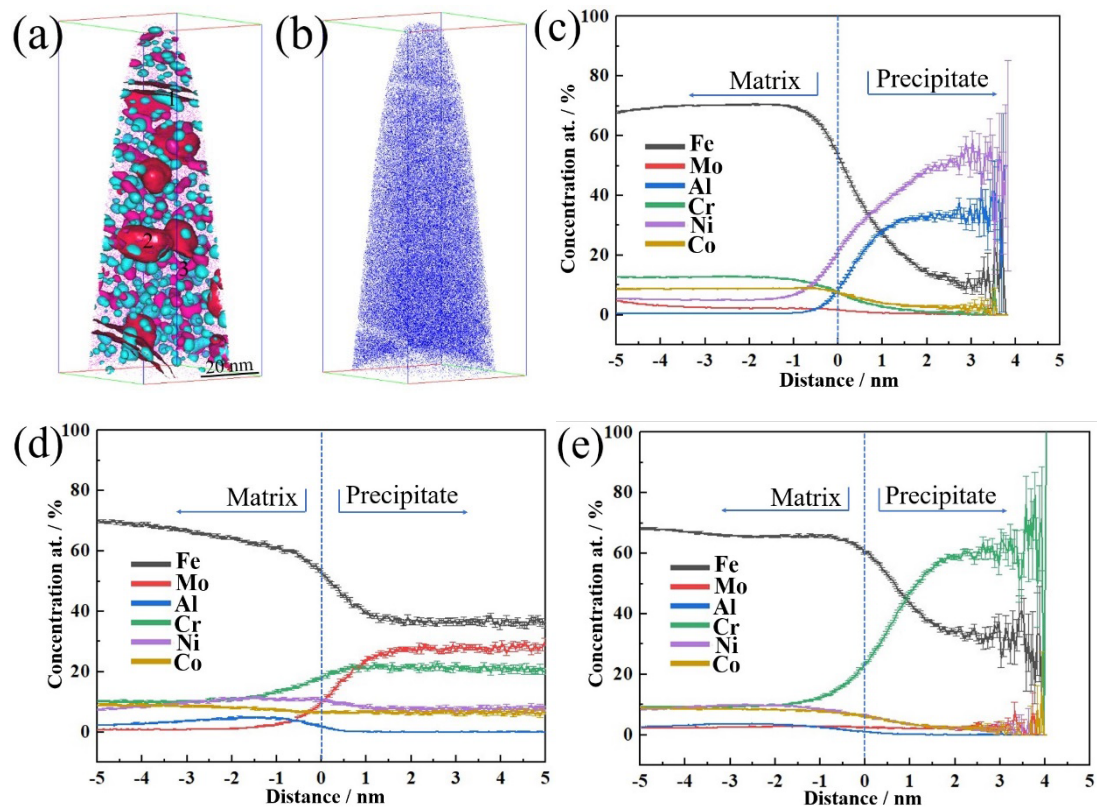 (a)
1
2
3
20 nm
(b)
(c)
Concentration at. / %
100
80
60
40
20
0
Matrix
Precipitate
Fe
Mo
Al
Cr
Ni
Co
-5 -4 -3 -2 -1 0 1 2 3 4 5
Distance / nm
(d)
Concentration at. / %
100
80
60
40
20
0
Matrix
Precipitate
Fe
Mo
Al
Cr
Ni
Co
-5 -4 -3 -2 -1 0 1 2 3 4 5
Distance / nm
(e)
Concentration at. / %
100
80
60
40
20
0
Matrix
Precipitate
Fe
Mo
Al
Cr
Ni
Co
-5 -4 -3 -2 -1 0 1 2 3 4 5
Distance / nm